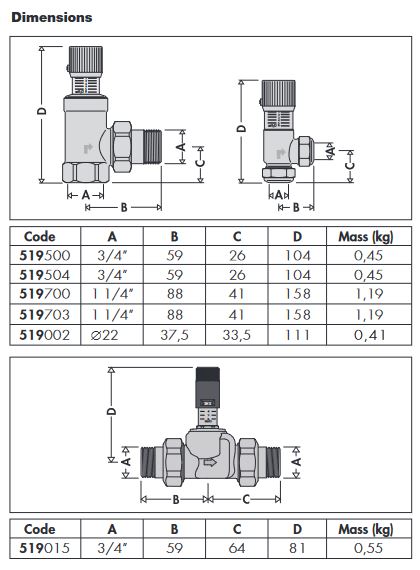 Dimensions
D
A
C
A
B
D
A
C
A
B
Code A B C D Mass (kg)
519500 3/4” 59 26 104 0,45
519504 3/4” 59 26 104 0,45
519700 1 1/4” 88 41 158 1,19
519703 1 1/4” 88 41 158 1,19
519002 ⌀22 37,5 33,5 111 0,41
D
A
A
B
C
Code A B C D Mass (kg)
519015 3/4” 59 64 81 0,55